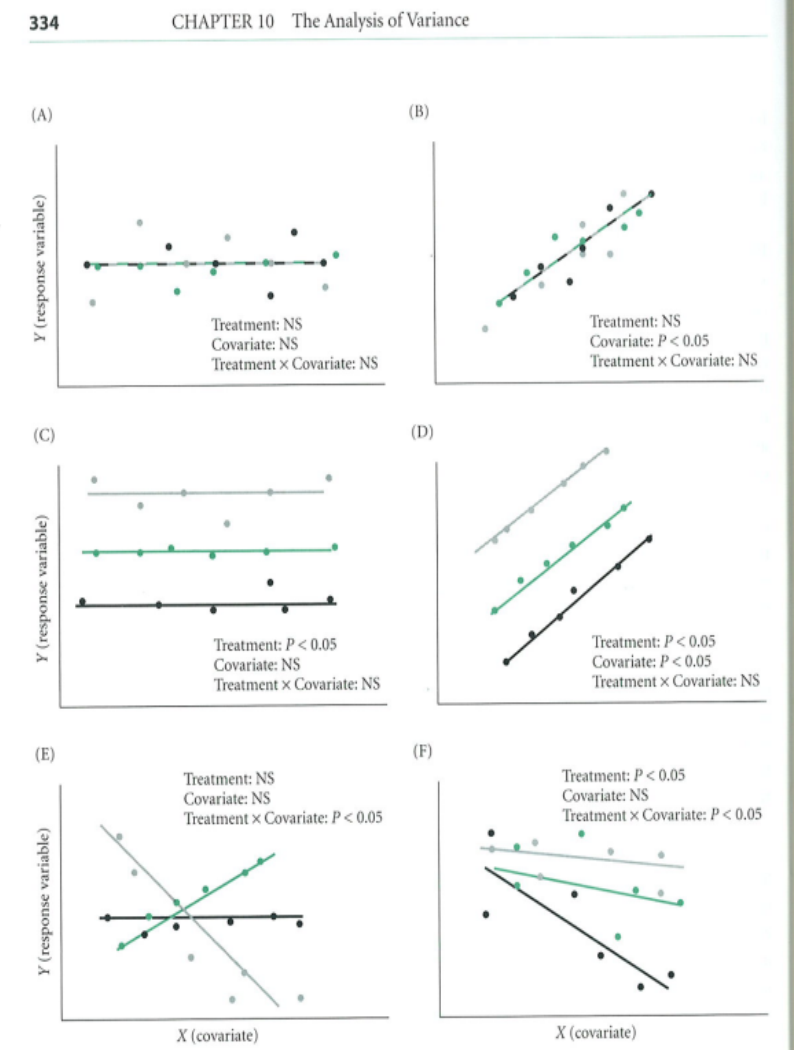 334 CHAPTER 10 The Analysis of Variance
(A)
Y (response variable)
Treatment: NS
Covariate: NS
Treatment × Covariate: NS
(B)
Treatment: NS
Covariate: P < 0.05
Treatment × Covariate: NS
(C)
Y (response variable)
Treatment: P < 0.05
Covariate: NS
Treatment × Covariate: NS
(D)
Treatment: P < 0.05
Covariate: P < 0.05
Treatment × Covariate: NS
(E)
Y (response variable)
Treatment: NS
Covariate: NS
Treatment × Covariate: P < 0.05
X (covariate)
(F)
Treatment: P < 0.05
Covariate: NS
Treatment × Covariate: P < 0.05
X (covariate)